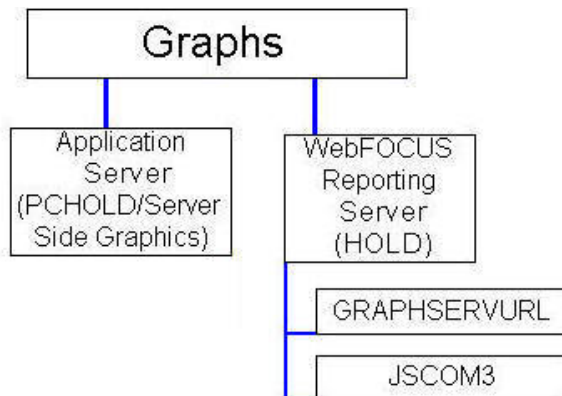 Graphs
Application
Server
(PCHOLD/Server
Side Graphics)
WebFOCUS
Reporting
Server
(HOLD)
GRAPHSERVURL
JSCOM3